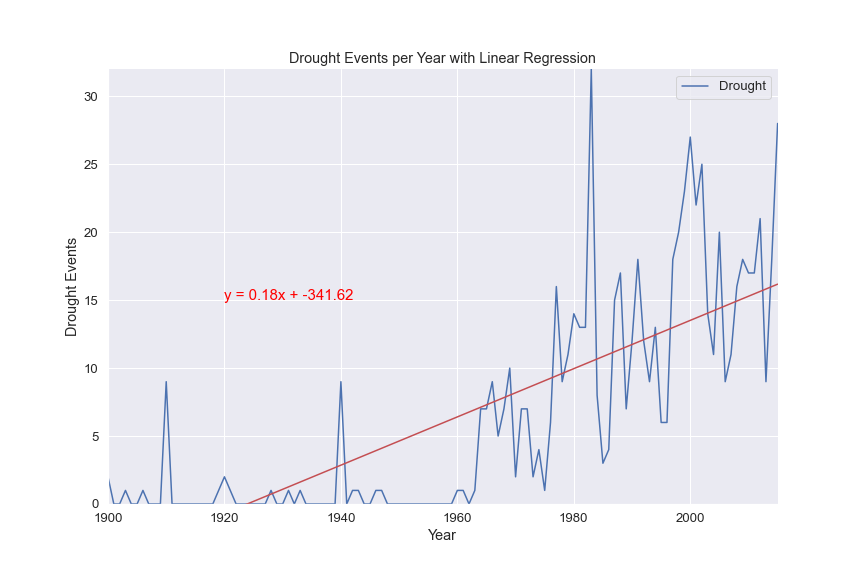 Drought Events per Year with Linear Regression
Drought
30
25
20
15
10
5
0
Drought Events
y = 0.18x + -341.62
1900 1920 1940 1960 1980 2000
Year